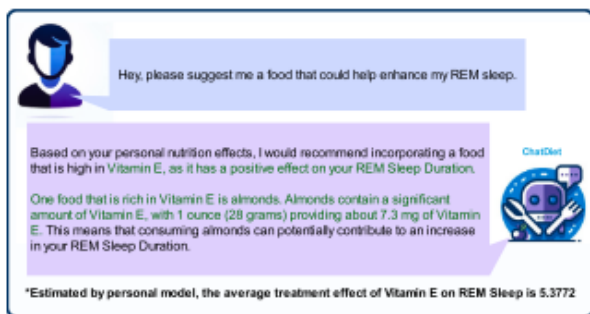 Hey, please suggest me a food that could help enhance my REM sleep.
Based on your personal nutrition effects, I would recommend incorporating a food
that is high in Vitamin E, as it has a positive effect on your REM Sleep Duration.
ChatDiet
One food that is rich in Vitamin E is almonds. Almonds contain a significant
amount of Vitamin E, with 1 ounce (28 grams) providing about 7.3 mg of Vitamin
E. This means that consuming almonds can potentially contribute to an increase
in your REM Sleep Duration.
*Estimated by personal model, the average treatment effect of Vitamin E on REM Sleep is 5.3772